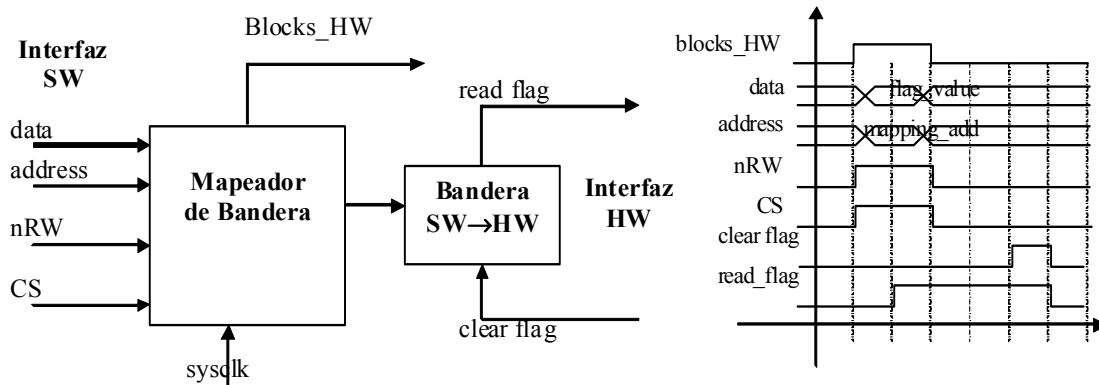 Blocks_HW
Interfaz
SW
read flag
data
address
Mapeador
de Bandera
Bandera
SW→HW
Interfaz
HW
nRW
CS
clear flag
sysclk
blocks_HW
data
flag_value
address
mapping_add
nRW
CS
clear flag
read_flag